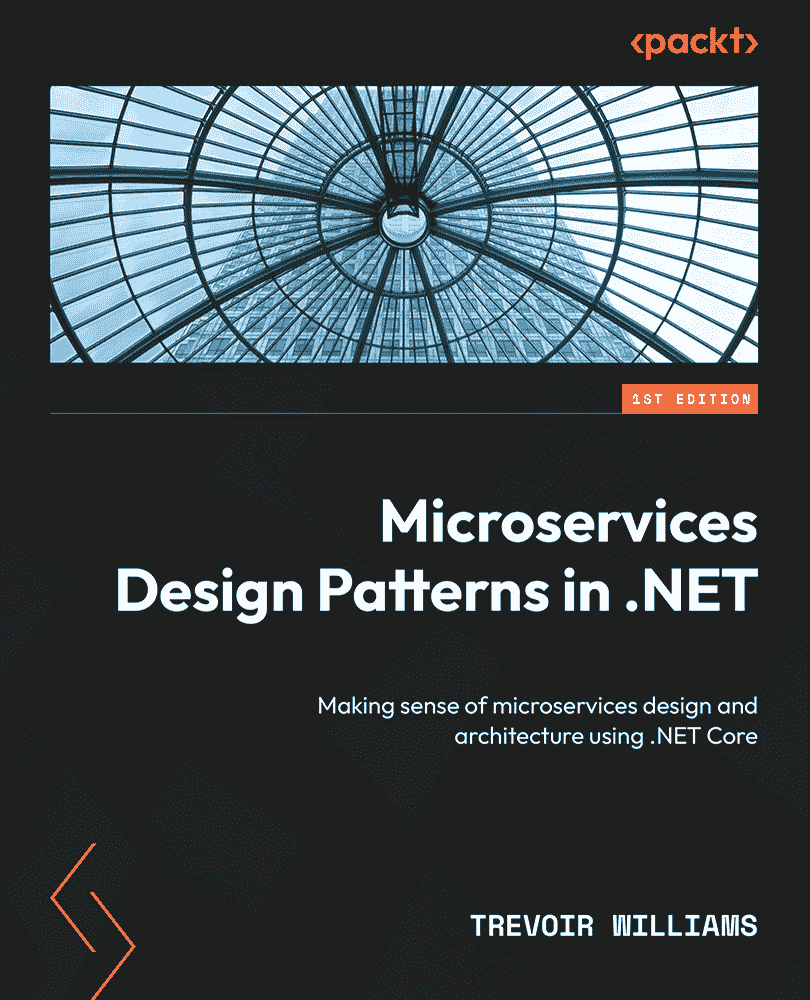 <packt>
1ST EDITION
Microservices
Design Patterns in .NET
Making sense of microservices design and
architecture using .NET Core
TREVOIR WILLIAMS